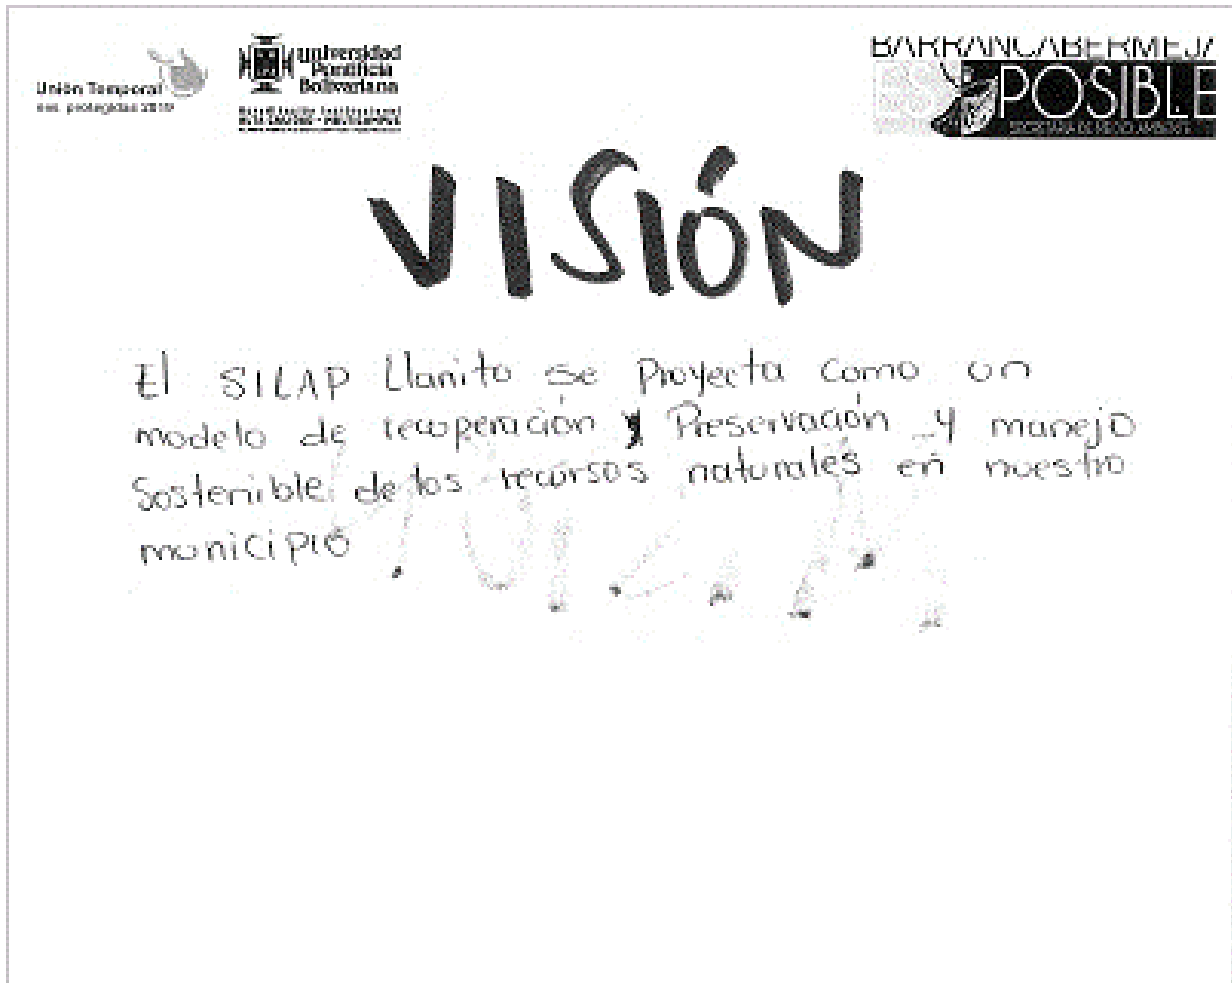 Unión Temporal
Universidad
Pontificia
Bolivariana
BARRANCABERMEJA
POSIBLE
VISIÓN
El SILAP Llanito se Proyecta como un
modelo de recuperación y Preservación y manejo
Sostenible de los recursos naturales en nuestro
municipio